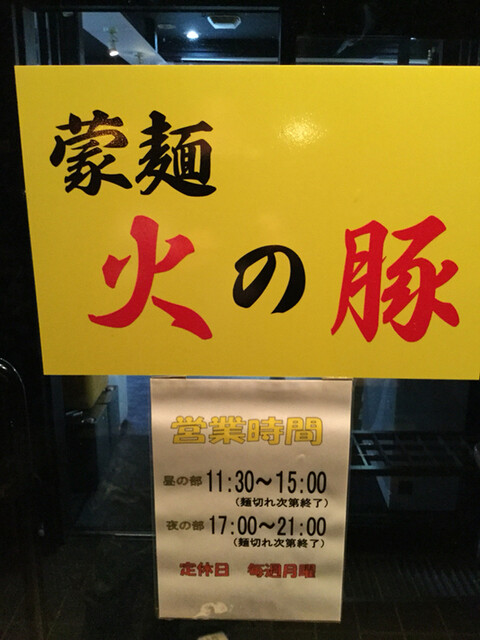 蒙麺
火の豚
営業時間
昼の部 11:30〜15:00
(麺切れ次第終了)
夜の部 17:00〜21:00
(麺切れ次第終了)
定休日 毎週月曜